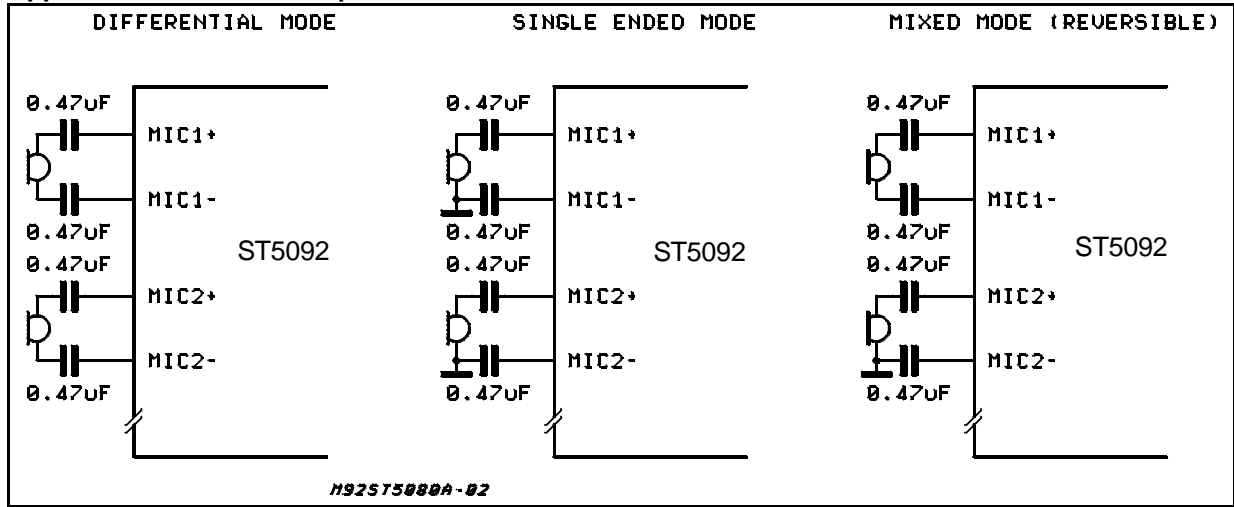 DIFFERENTIAL MODE
0.47uF
MIC1+
MIC1-
0.47uF
ST5092
0.47uF
MIC2+
MIC2-
0.47uF
SINGLE ENDED MODE
0.47uF
MIC1+
MIC1-
0.47uF
ST5092
0.47uF
MIC2+
MIC2-
0.47uF
MIXED MODE (REVERSIBLE)
0.47uF
MIC1+
MIC1-
0.47uF
ST5092
0.47uF
MIC2+
MIC2-
0.47uF
M92ST5080A-02